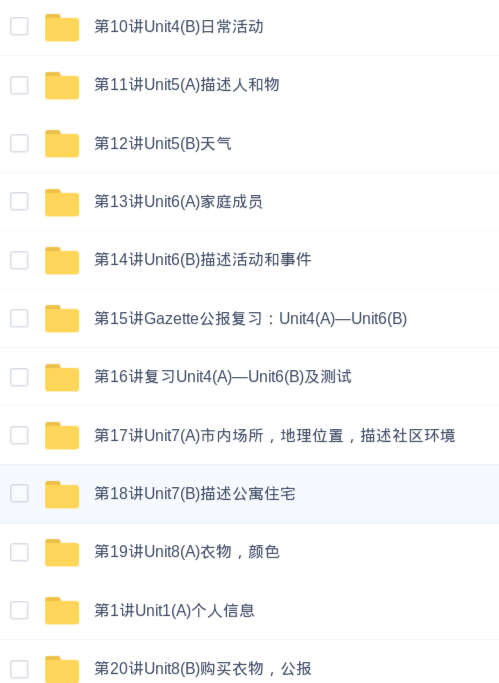 第10讲Unit4(B)日常活动
第11讲Unit5(A)描述人和物
第12讲Unit5(B)天气
第13讲Unit6(A)家庭成员
第14讲Unit6(B)描述活动和事件
第15讲Gazette公报复习：Unit4(A)—Unit6(B)
第16讲复习Unit4(A)—Unit6(B)及测试
第17讲Unit7(A)市内场所，地理位置，描述社区环境
第18讲Unit7(B)描述公寓住宅
第19讲Unit8(A)衣物，颜色
第1讲Unit1(A)个人信息
第20讲Unit8(B)购买衣物，公报